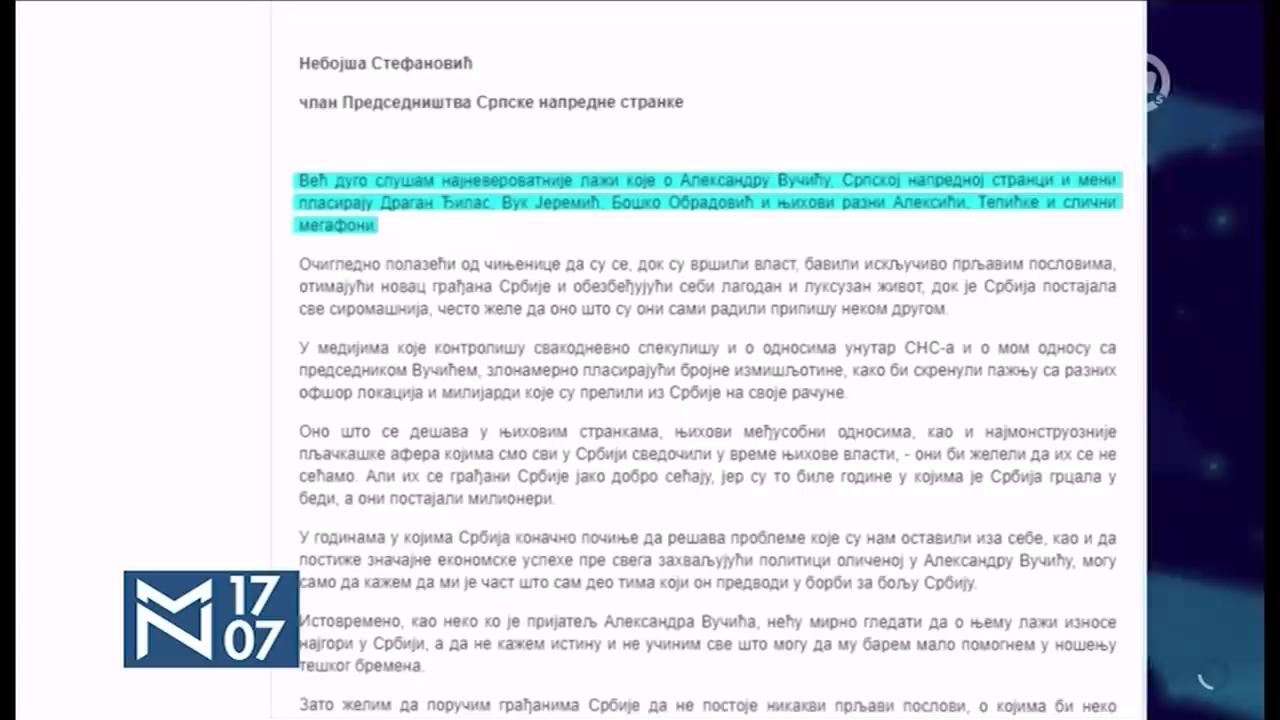 Небојша Стефановић
члан Председништва Српске напредне странке
Већ дуго слушам најневероватније лажи које о Александру Вучићу, Српској напредној странци и мени
пласирају Драган Ђилас, Вук Јеремић, Бошко Обрадовић и њихови разни Алексићи, Тепићке и слични
мегафони.
Очигледно полазећи од чињенице да су се, док су вршили власт, бавили искључиво прљавим пословима,
отимајући новац грађана Србије и обезбеђујући себи лагодан и луксузан живот, док је Србија постајала
све сиромашнија, често желе да оно што су они сами радили припишу неком другом.
У медијима које контролишу свакодневно спекулишу и о односима унутар СНС-а и о мом односу са
председником Вучићем, злонамерно пласирајући бројне измишљотине, како би скренули пажњу са разних
офшор локација и милијарди које су прелили из Србије на своје рачуне.
Оно што се дешава у њиховим странкама, њихови међусобни односима, као и најмонструозније
пљачкашке афера којима смо сви у Србији сведочили у време њихове власти, - они би желели да их се не
сећамо. Али их се грађани Србије јако добро сећају, јер су то биле године у којима је Србија грцала у
беди, а они постајали милионери.
У годинама у којима Србија коначно почиње да решава проблеме које су нам оставили иза себе, као и да
постиже значајне економске успехе пре свега захваљујући политици оличеној у Александру Вучићу, могу
само да кажем да ми је част што сам део тима који он предводи у борби за бољу Србију.
Истовремено, као неко ко је пријатељ Александра Вучића, нећу мирно гледати да о њему лажи износе
најгори у Србији, а да не кажем истину и не учиним све што могу да му барем мало помогнем у ношењу
тешког бремена.
Зато желим да поручим грађанима Србије да не постоје никакви прљави послови, о којима би неко
17
07